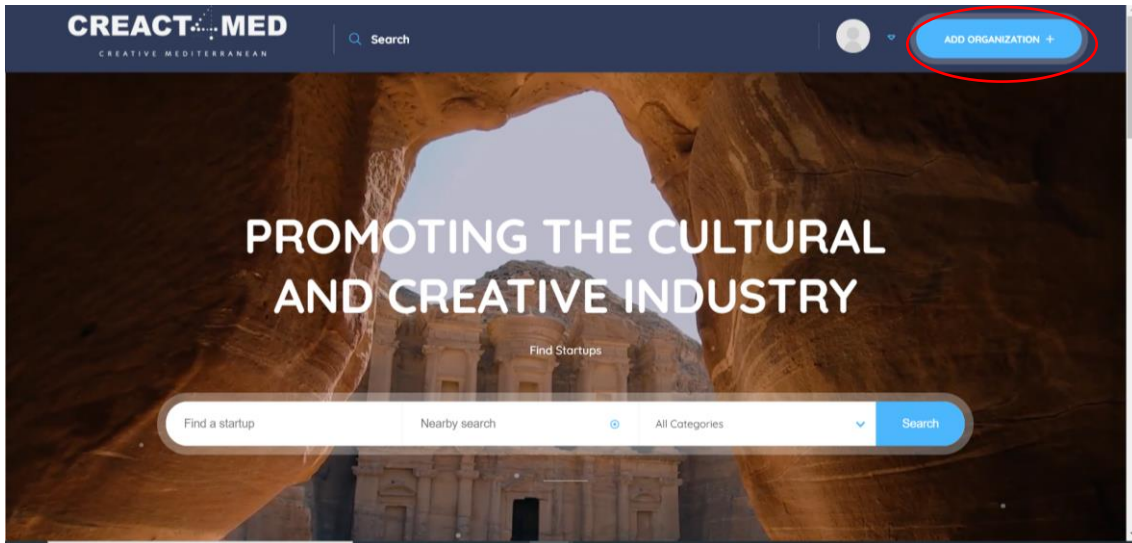 CREACT4MED
CREATIVE MEDITERRANEAN
Search
ADD ORGANIZATION +
PROMOTING THE CULTURAL
AND CREATIVE INDUSTRY
Find Startups
Find a startup
Nearby search
All Categories
Search